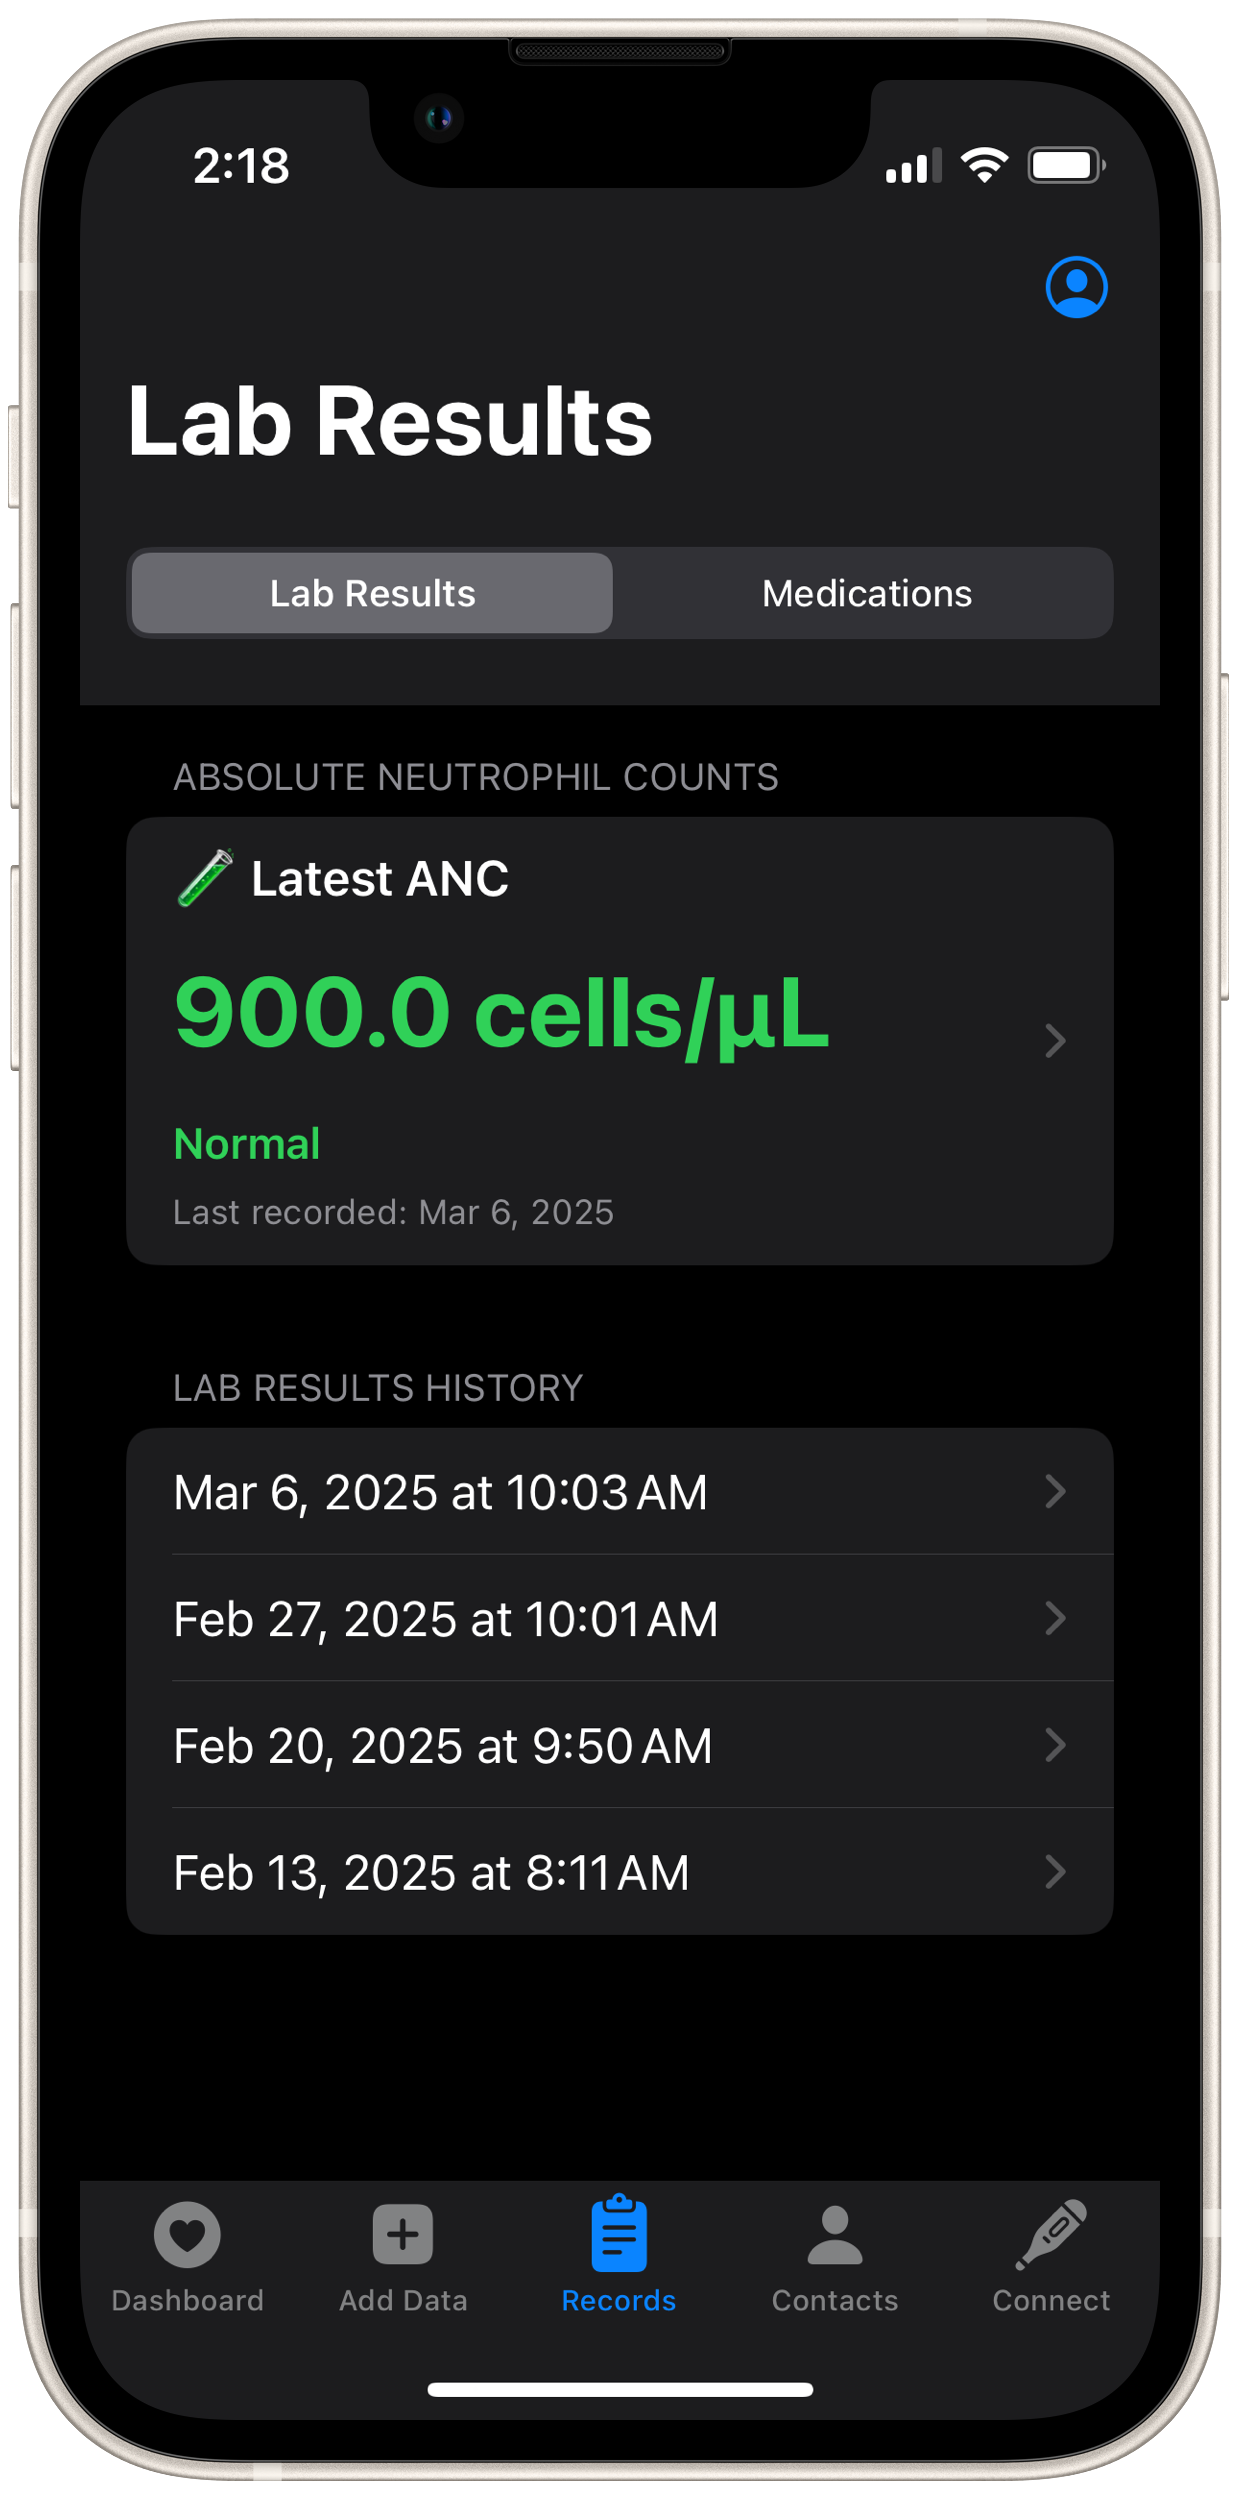 2:18
Lab Results
Lab Results
Medications
ABSOLUTE NEUTROPHIL COUNTS
Latest ANC
900.0 cells/µL
Normal
Last recorded: Mar 6, 2025
LAB RESULTS HISTORY
Mar 6, 2025 at 10:03 AM
Feb 27, 2025 at 10:01 AM
Feb 20, 2025 at 9:50 AM
Feb 13, 2025 at 8:11 AM
Dashboard
Add Data
Records
Contacts
Connect